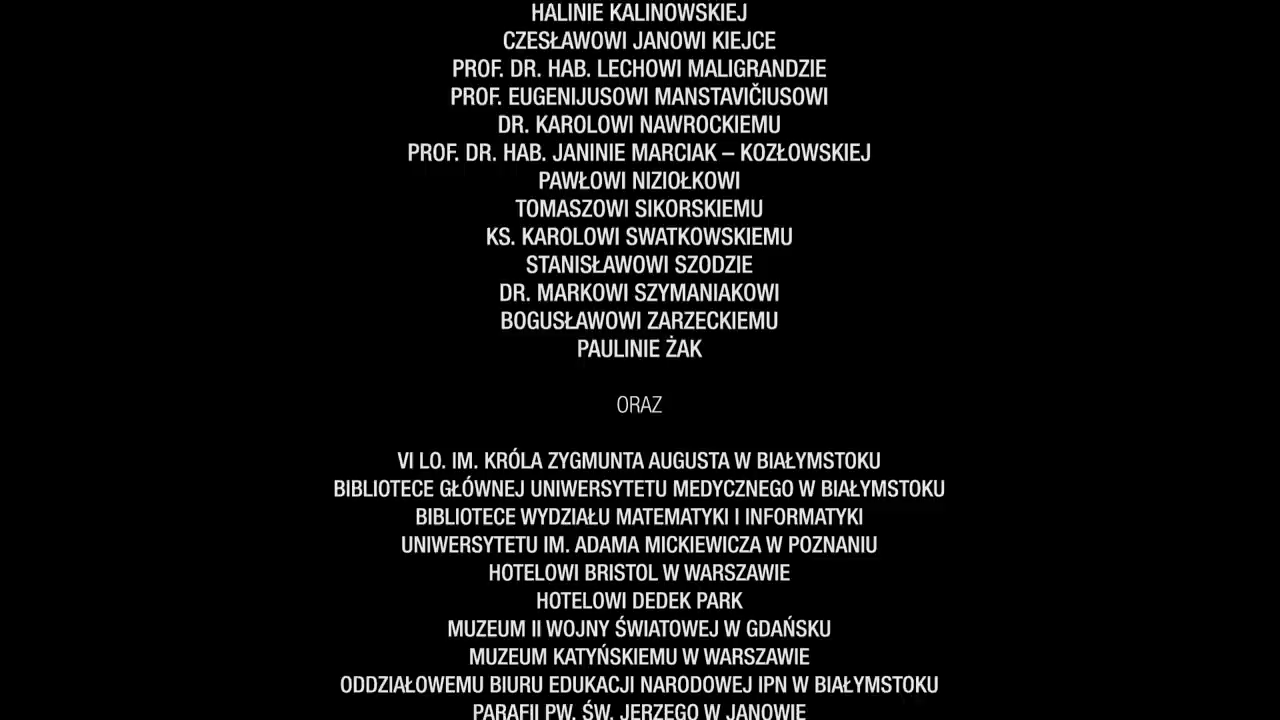 HALINIE KALINOWSKIEJ
CZESŁAWOWI JANOWI KIEJCE
PROF. DR. HAB. LECHOWI MALIGRANDZIE
PROF. EUGENIJUSOWI MANSTAVIČIUSOWI
DR. KAROLOWI NAWROCKIEMU
PROF. DR. HAB. JANINIE MARCIAK – KOZŁOWSKIEJ
PAWŁOWI NIZIOŁKOWI
TOMASZOWI SIKORSKIEMU
KS. KAROLOWI SWATKOWSKIEMU
STANISŁAWOWI SZODZIE
DR. MARKOWI SZYMANIAKOWI
BOGUSŁAWOWI ZARZECKIEMU
PAULINIE ŻAK
ORAZ
VI LO. IM. KRÓLA ZYGMUNTA AUGUSTA W BIAŁYMSTOKU
BIBLIOTECE GŁÓWNEJ UNIWERSYTETU MEDYCZNEGO W BIAŁYMSTOKU
BIBLIOTECE WYDZIAŁU MATEMATYKI I INFORMATYKI
UNIWERSYTETU IM. ADAMA MICKIEWICZA W POZNANIU
HOTELOWI BRISTOL W WARSZAWIE
HOTELOWI DEDEK PARK
MUZEUM II WOJNY ŚWIATOWEJ W GDAŃSKU
MUZEUM KATYŃSKIEMU W WARSZAWIE
ODDZIAŁOWEMU BIURU EDUKACJI NARODOWEJ IPN W BIAŁYMSTOKU
PARAFII PW. ŚW. JERZEGO W JANOWIE